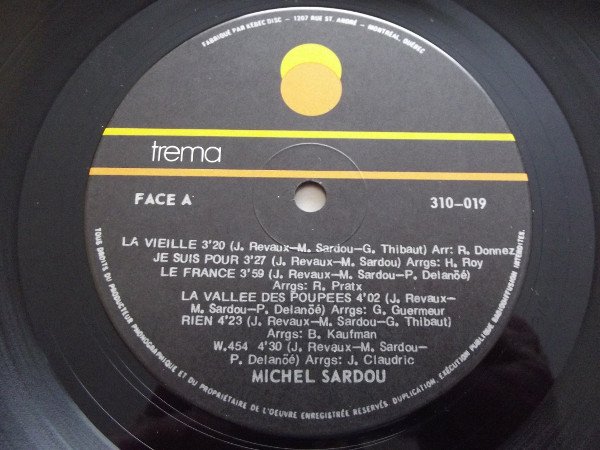 FABRIQUÉ PAR KEBEC DISC - 1207 RUE ST. ANDRÉ - MONTRÉAL, QUÉBEC
trema
FACE A
310-019
LA VIEILLE 3'20 (J. Revaux-M. Sardou-G. Thibaut) Arr: R. Donnez
JE SUIS POUR 3'27 (J. Revaux-M. Sardou) Arrgs: H. Roy
LE FRANCE 3'59 (J. Revaux-M. Sardou-P. Delanöé)
Arrgs: R. Pratx
LA VALLEE DES POUPEES 4'02 (J. Revaux-
M. Sardou-P. Delanöé) Arrgs: G. Guermeur
RIEN 4'23 (J. Revaux-M. Sardou-G. Thibaut)
Arrgs: B. Kaufman
W.454 4'30 (J. Revaux-M. Sardou-
P. Delanöé) Arrgs: J. Claudric
MICHEL SARDOU
TOUS DROITS DU PRODUCTEUR PHONOGRAPHIQUE ET DU PROPRIÉTAIRE DE L'OEUVRE ENREGISTRÉE RÉSERVÉS. DUPLICATION, EXÉCUTION PUBLIQUE RADIODIFFUSION INTERDITES.